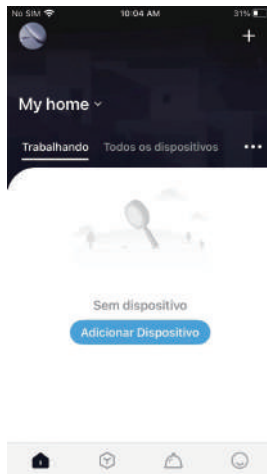 No SIM 10:04 AM 31%
My home
Trabalhando Todos os dispositivos
Sem dispositivo
Adicionar Dispositivo